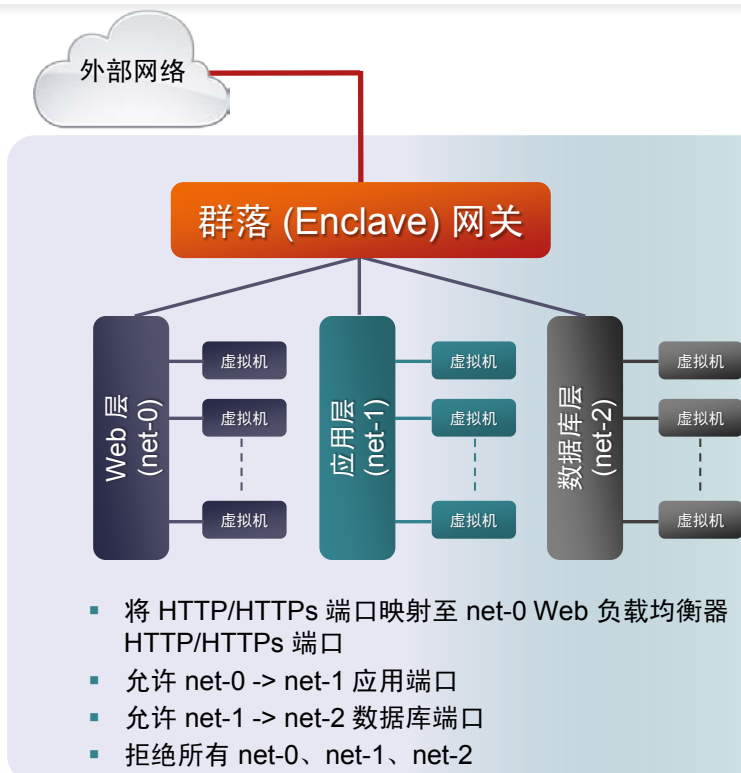 外部网络
群落 (Enclave) 网关
Web 层
(net-0)
虚拟机
虚拟机
虚拟机
应用层
(net-1)
虚拟机
虚拟机
虚拟机
数据库层
(net-2)
虚拟机
虚拟机
虚拟机
▪ 将 HTTP/HTTPs 端口映射至 net-0 Web 负载均衡器
HTTP/HTTPs 端口
▪ 允许 net-0 -> net-1 应用端口
▪ 允许 net-1 -> net-2 数据库端口
▪ 拒绝所有 net-0、net-1、net-2